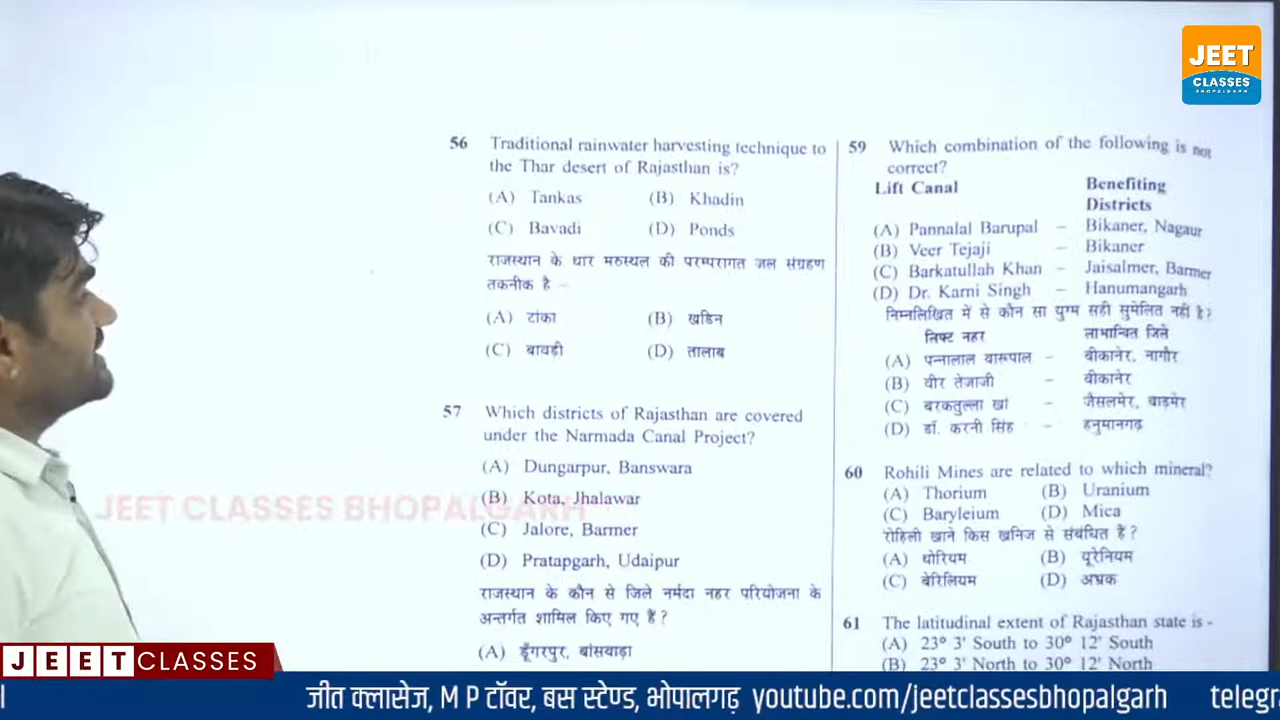 JEET
CLASSES
BHOPALGARH
56 Traditional rainwater harvesting technique to
the Thar desert of Rajasthan is?
(A) Tankas (B) Khadin
(C) Bavadi (D) Ponds
राजस्थान के थार मरुस्थल की परम्परागत जल संग्रहण
तकनीक है –
(A) टांका (B) खडिन
(C) बावडी (D) तालाब
57 Which districts of Rajasthan are covered
under the Narmada Canal Project?
(A) Dungarpur, Banswara
(B) Kota, Jhalawar
(C) Jalore, Barmer
(D) Pratapgarh, Udaipur
राजस्थान के कौन से जिले नर्मदा नहर परियोजना के
अन्तर्गत शामिल किए गए हैं?
(A) डूँगरपुर, बांसवाड़ा
59 Which combination of the following is not
correct?
Lift Canal Benefiting
Districts
(A) Pannalal Barupal – Bikaner, Nagaur
(B) Veer Tejaji – Bikaner
(C) Barkatullah Khan – Jaisalmer, Barmer
(D) Dr. Karni Singh – Hanumangarh
निम्नलिखित में से कौन सा युग्म सही सुमेलित नहीं है?
लिफ्ट नहर लाभान्वित जिले
(A) पन्नालाल बारूपाल – बीकानेर, नागौर
(B) वीर तेजाजी – बीकानेर
(C) बरकतुल्ला खां – जैसलमेर, बाड़मेर
(D) डॉ. करनी सिंह – हनुमानगढ़
60 Rohili Mines are related to which mineral?
(A) Thorium (B) Uranium
(C) Baryleium (D) Mica
रोहिली खाने किस खनिज से संबंधित हैं?
(A) थोरियम (B) यूरेनियम
(C) बेरिलियम (D) अभ्रक
61 The latitudinal extent of Rajasthan state is -
(A) 23º 3' South to 30º 12' South
(B) 23º 3' North to 30º 12' North
JEET CLASSES BHOPALGARH
JEET CLASSES
जीत क्लासेज, M P टॉवर, बस स्टेण्ड, भोपालगढ़ youtube.com/jeetclassesbhopalgarh telegr